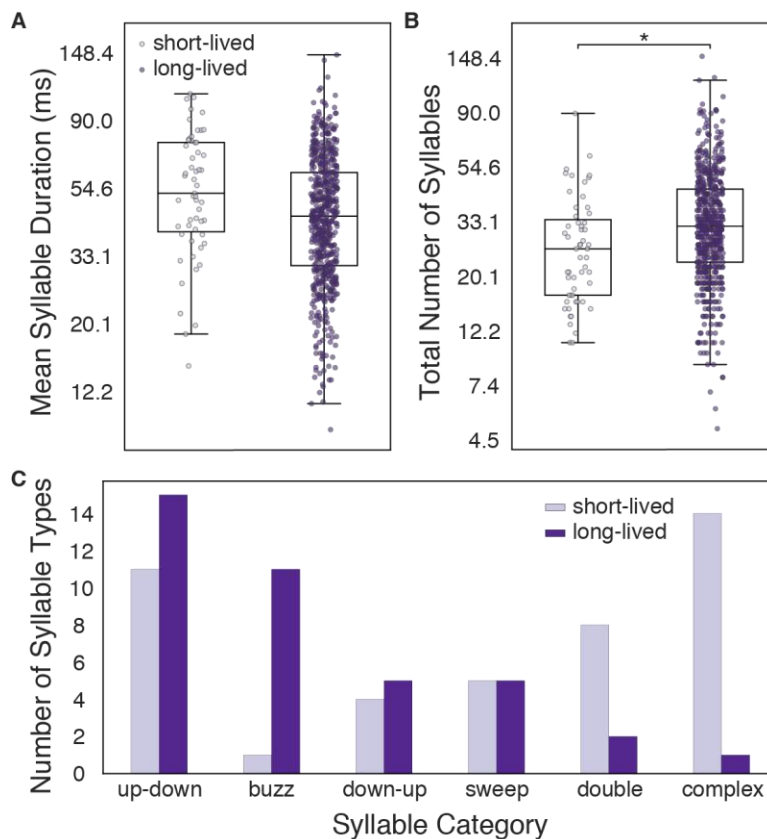 A
Mean Syllable Duration (ms)
148.4
90.0
54.6
33.1
20.1
12.2
short-lived
long-lived
B
Total Number of Syllables
148.4
90.0
54.6
33.1
20.1
12.2
7.4
4.5
*
C
Number of Syllable Types
14
12
10
8
6
4
2
0
short-lived
long-lived
up-down buzz down-up sweep double complex
Syllable Category